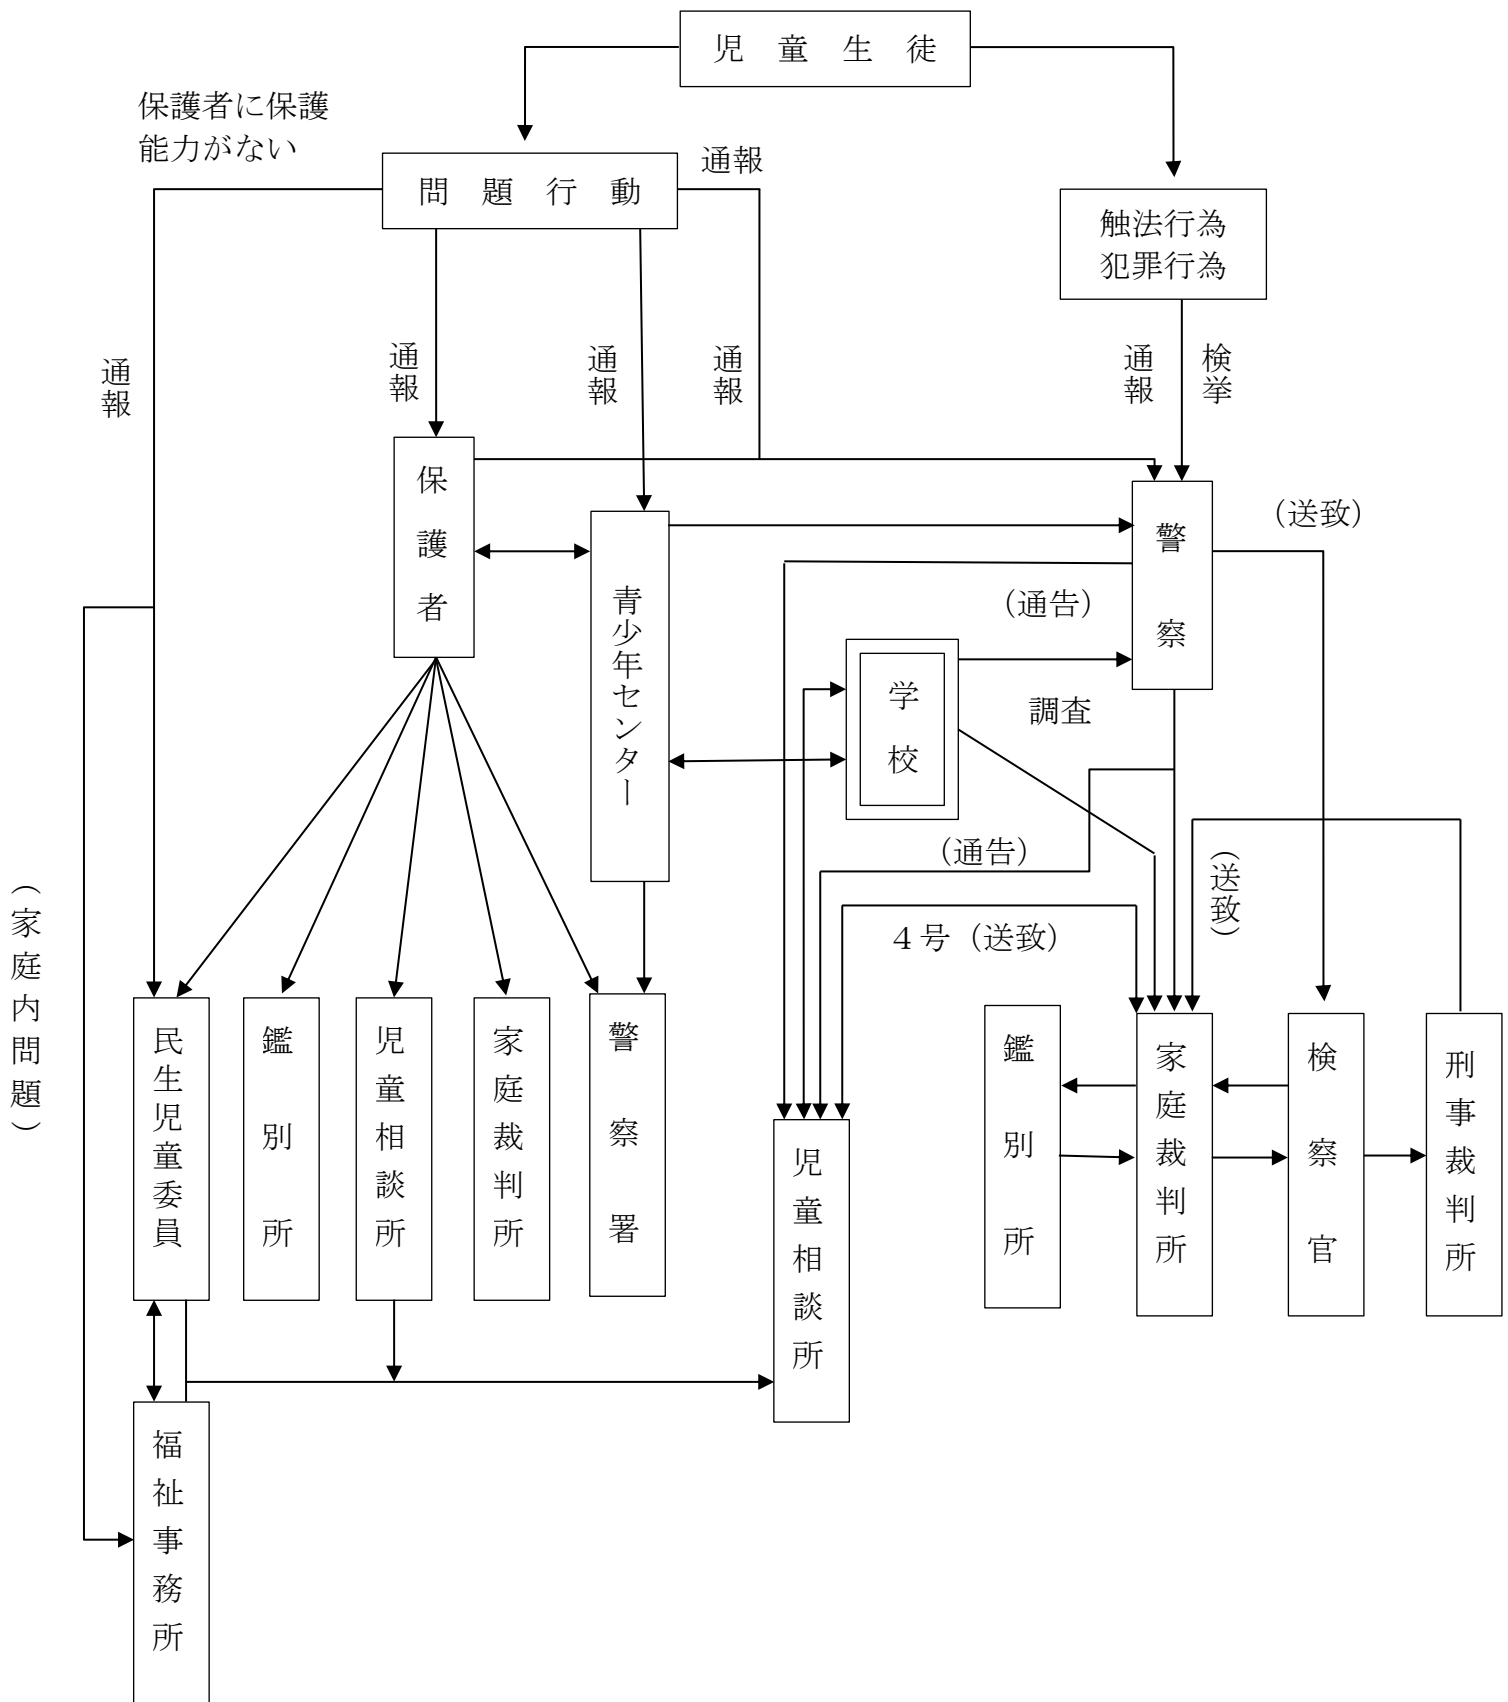 児 童 生 徒
保護者に保護
能力がない
問 題 行 動
通報
触法行為
犯罪行為
通報
通報
通報
通報
通報
検挙
保護者
青少年センター
警察
（送致）
（通告）
学校
調査
（通告）
（送致）
４号（送致）
（家庭内問題）
民生児童委員
鑑別所
児童相談所
家庭裁判所
警察署
児童相談所
鑑別所
家庭裁判所
検察官
刑事裁判所
福祉事務所